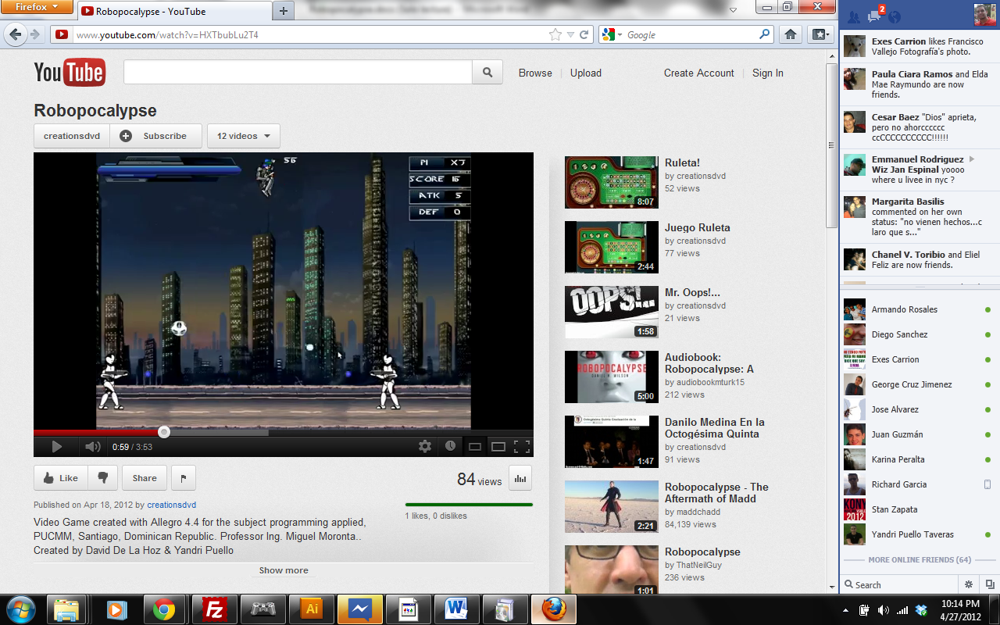 Firefox
Robopocalypse - YouTube
www.youtube.com/watch?v=HXTbubLu2T4
Google
2
You Tube
Browse
Upload
Create Account
Sign In
Robopocalypse
creationsdvd
Subscribe
12 videos
56
P1 X7
SCORE 16
ATK 5
DEF 0
0:59 / 3:53
Like
Share
84 views
Published on Apr 18, 2012 by creationsdvd
1 likes, 0 dislikes
Video Game created with Allegro 4.4 for the subject programming applied,
PUCMM, Santiago, Dominican Republic. Professor Ing. Miguel Moronta..
Created by David De La Hoz & Yandri Puello
Show more
8:07
Ruleta!
by creationsdvd
52 views
2:44
Juego Ruleta
by creationsdvd
77 views
OOPS!..
1:58
Mr. Oops!...
by creationsdvd
21 views
ROBOPOCALYPSE
DANIEL H. WILSON
5:00
Audiobook:
Robopocalypse: A
by audiobookmturk15
212 views
1:47
Danilo Medina En la
Octogésima Quinta
by creationsdvd
91 views
2:21
Robopocalypse - The
Aftermath of Madd
by maddchadd
84,139 views
1:01
Robopocalypse
by ThatNeilGuy
236 views
Exes Carrion likes Francisco
Vallejo Fotografía's photo.
Paula Ciara Ramos and Elda
Mae Raymundo are now
friends.
Cesar Baez "Dios" aprieta,
pero no ahorcccccc
ccCCCCCCCCCC!!!!!!
Emmanuel Rodriguez
Wiz Jan Espinal yoooo
where u livee in nyc ?
Margarita Basilis
commented on her own
status: "no vienen hechos...c
laro que s..."
Chanel V. Toribio and Eliel
Feliz are now friends.
Armando Rosales
Diego Sanchez
Exes Carrion
George Cruz Jimenez
Jose Alvarez
Juan Guzmán
Karina Peralta
Richard Garcia
KONY
2012
Stan Zapata
Yandri Puello Taveras
MORE ONLINE FRIENDS (64)
Search
Fz
Ai
W
10:14 PM
4/27/2012